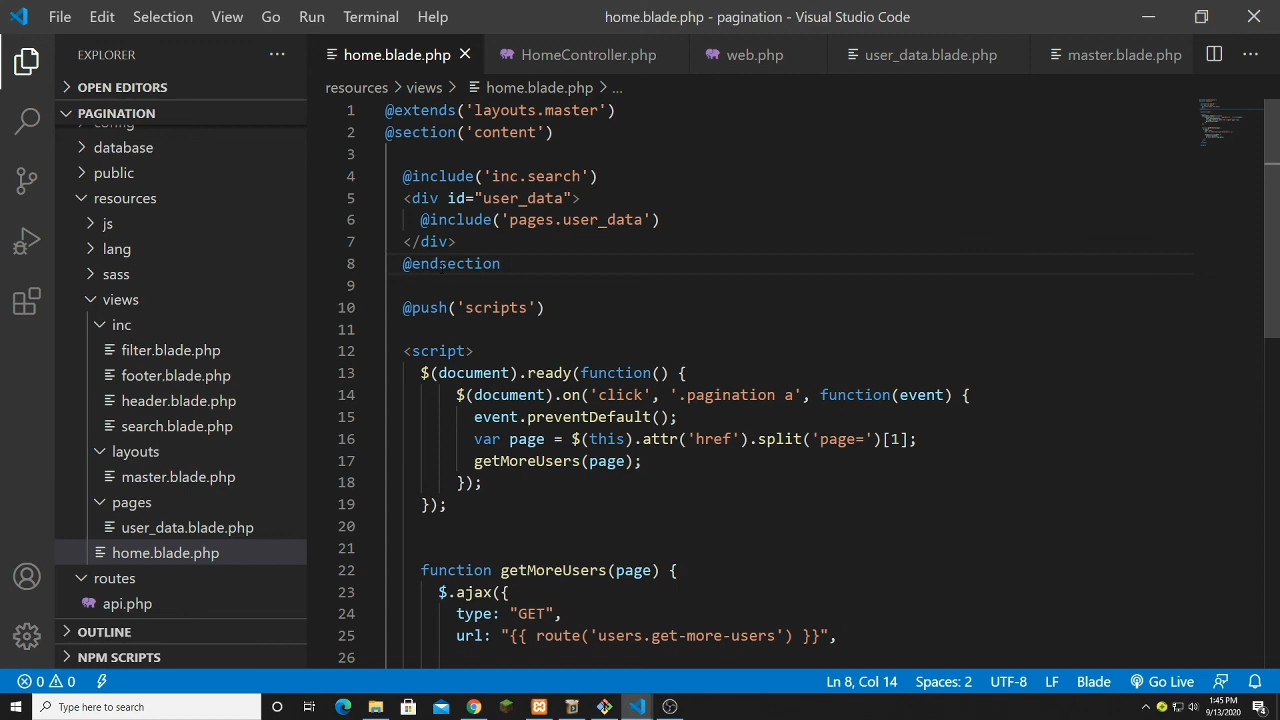 File Edit Selection View Go Run Terminal Help home.blade.php - pagination - Visual Studio Code
EXPLORER
OPEN EDITORS
PAGINATION
config
database
public
resources
js
lang
sass
views
inc
filter.blade.php
footer.blade.php
header.blade.php
search.blade.php
layouts
master.blade.php
pages
user_data.blade.php
home.blade.php
routes
api.php
OUTLINE
NPM SCRIPTS
home.blade.php HomeController.php web.php user_data.blade.php master.blade.php
resources > views > home.blade.php > ...
1 @extends('layouts.master')
2 @section('content')
3
4 @include('inc.search')
5 <div id="user_data">
6 @include('pages.user_data')
7 </div>
8 @endsection
9
10 @push('scripts')
11
12 <script>
13 $(document).ready(function() {
14 $(document).on('click', '.pagination a', function(event) {
15 event.preventDefault();
16 var page = $(this).attr('href').split('page=')[1];
17 getMoreUsers(page);
18 });
19 });
20
21
22 function getMoreUsers(page) {
23 $.ajax({
24 type: "GET",
25 url: "{{ route('users.get-more-users') }}",
26
0 0 Ln 8, Col 14 Spaces: 2 UTF-8 LF Blade Go Live
Type here to search
1:45 PM
9/13/2020